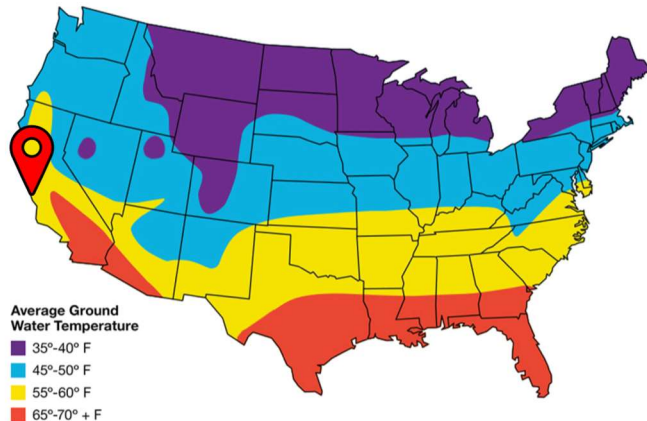 Average Ground
Water Temperature
35º-40º F
45º-50º F
55º-60º F
65º-70º + F